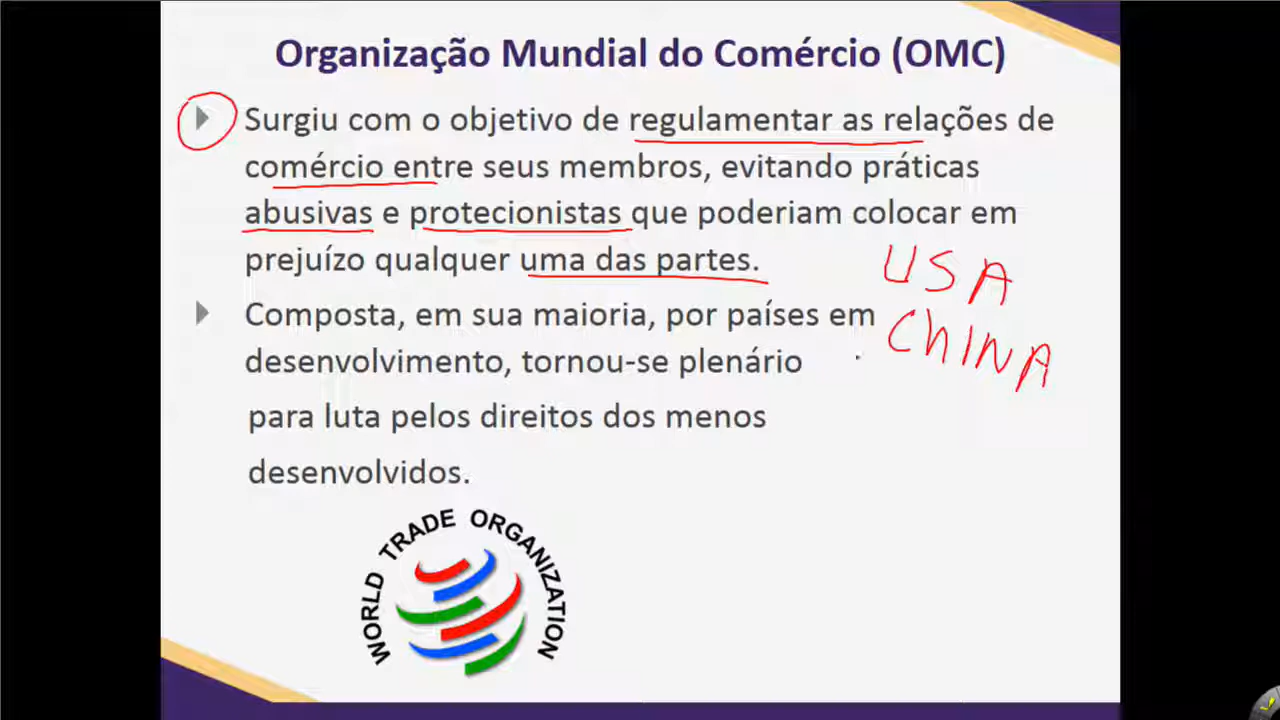 Organização Mundial do Comércio (OMC)
Surgiu com o objetivo de regulamentar as relações de
comércio entre seus membros, evitando práticas
abusivas e protecionistas que poderiam colocar em
prejuízo qualquer uma das partes.
USA
Composta, em sua maioria, por países em
CHINA
desenvolvimento, tornou-se plenário
para luta pelos direitos dos menos
desenvolvidos.
WORLD TRADE ORGANIZATION